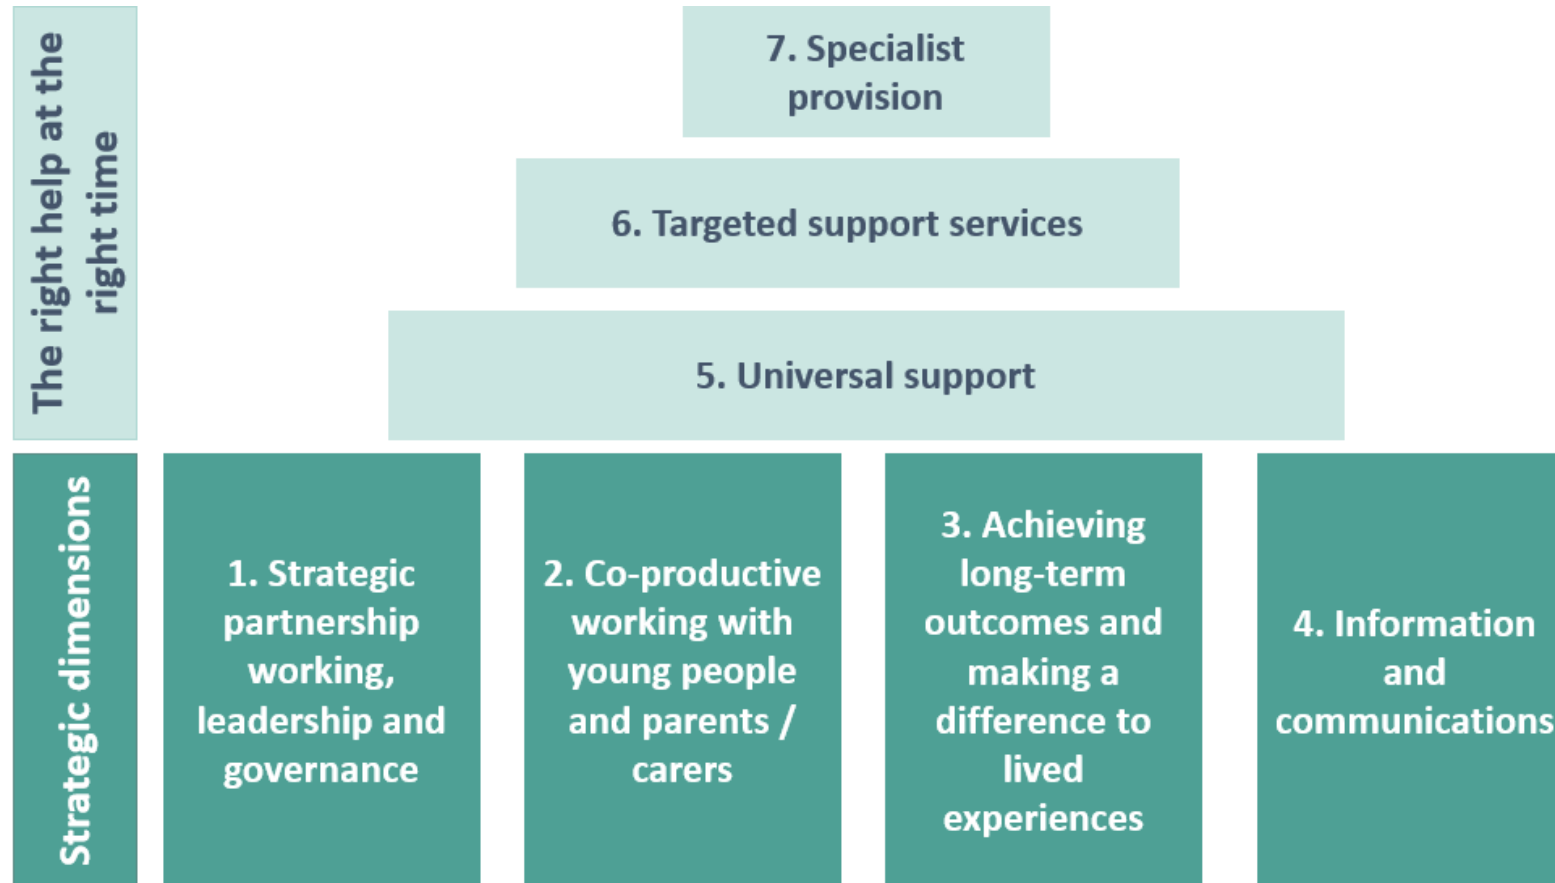 The right help at the
right time
7. Specialist
provision
6. Targeted support services
5. Universal support
Strategic dimensions
1. Strategic
partnership
working,
leadership and
governance
2. Co-productive
working with
young people
and parents /
carers
3. Achieving
long-term
outcomes and
making a
difference to
lived
experiences
4. Information
and
communications